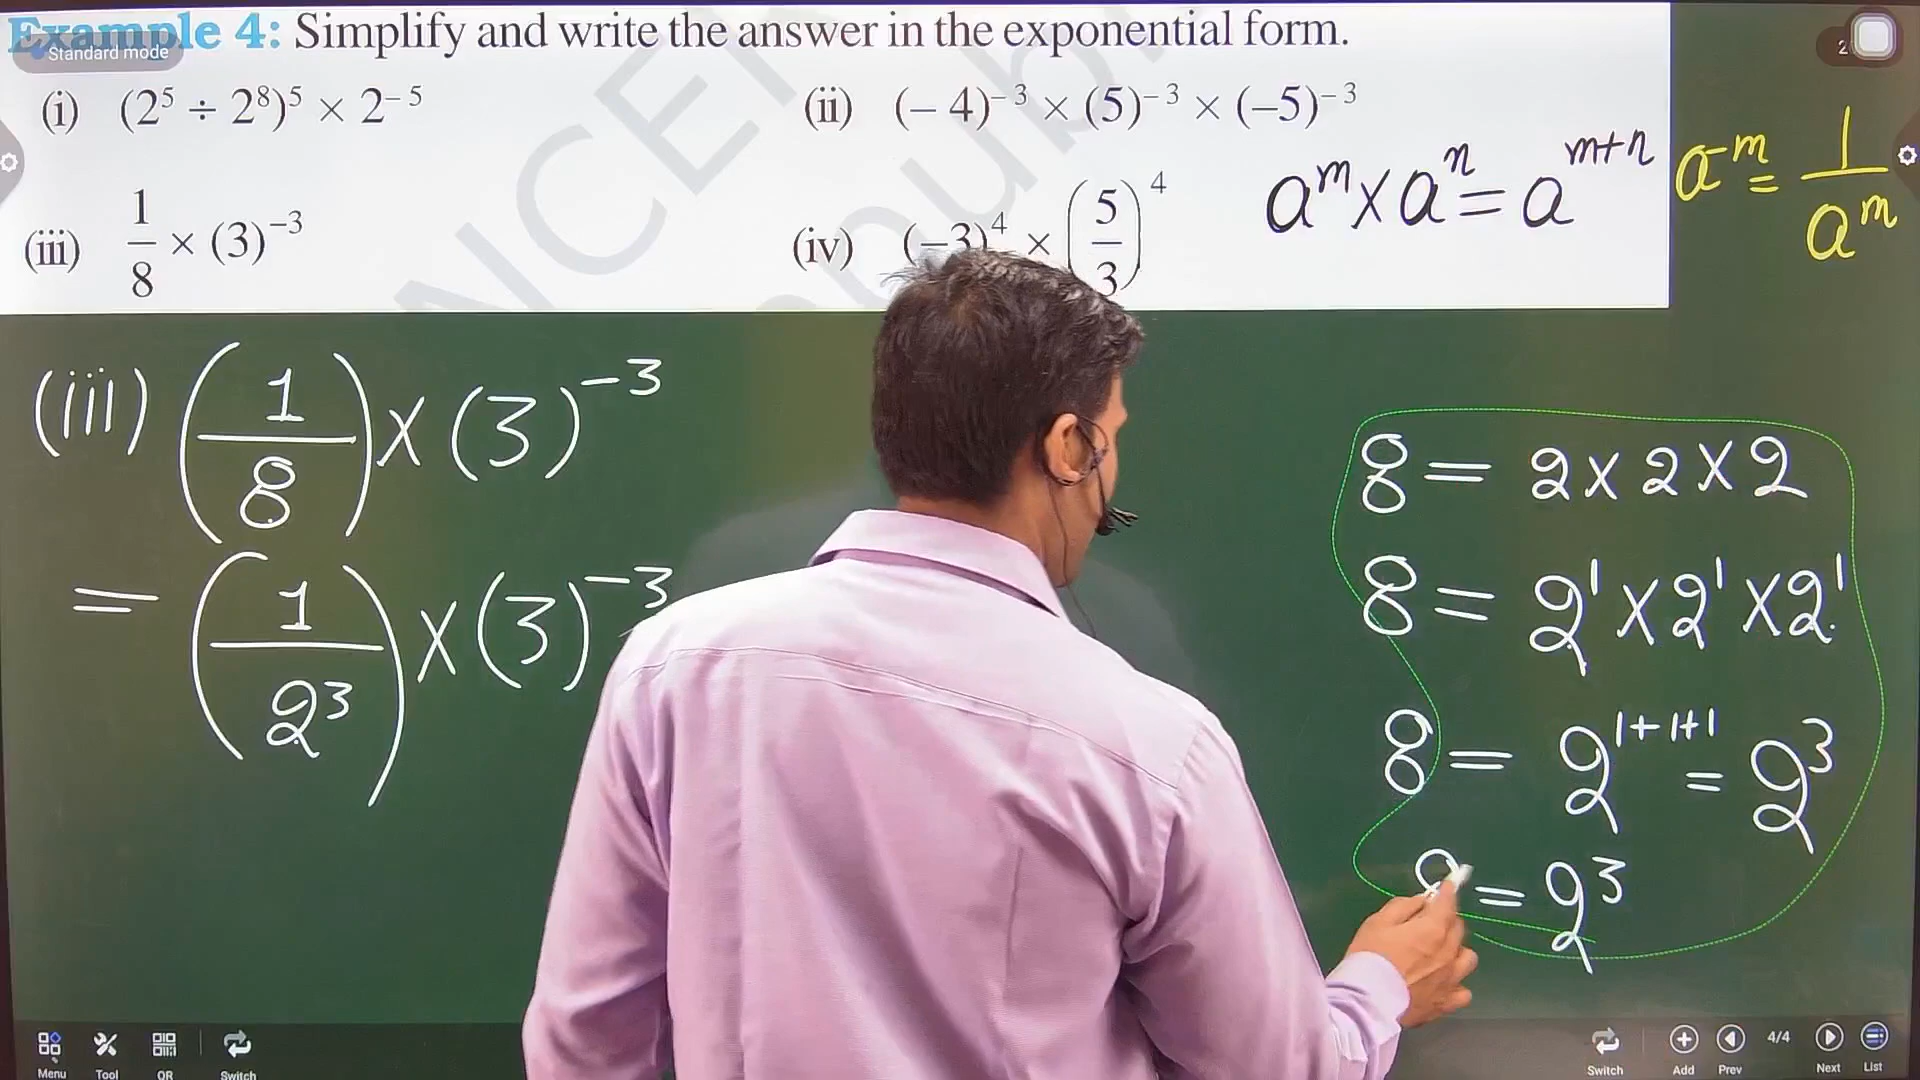 Example 4: Simplify and write the answer in the exponential form.
Standard mode
(i) (2⁵ ÷ 2⁸)⁵ × 2⁻⁵
(ii) (– 4)⁻³ × (5)⁻³ × (–5)⁻³
(iii) 1/8 × (3)⁻³
(iv) (–3)⁴ × (5/3)⁴
aᵐ × aⁿ = aᵐ⁺ⁿ
a⁻ᵐ = 1/aᵐ
(iii) (1/8) × (3)⁻³
= (1/2³) × (3)⁻³
8 = 2 × 2 × 2
8 = 2¹ × 2¹ × 2¹
8 = 2¹⁺¹⁺¹ = 2³
8 = 2³
Menu Tool QR Switch
Switch Add Prev 4/4 Next List